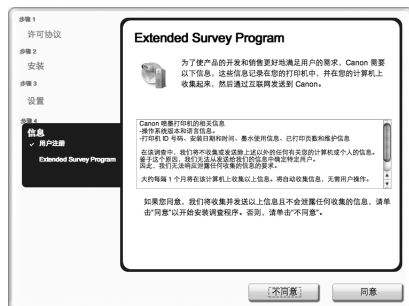 步骤 1
许可协议
步骤 2
安装
步骤 3
设置
步骤 4
信息
✓ 用户注册
Extended Survey Program
Extended Survey Program
为了使产品的开发和销售更好地满足用户的需求，Canon 需要
以下信息，这些信息记录在您的打印机中，并在您的计算机上
收集起来，然后通过互联网发送到 Canon。
Canon 喷墨打印机的相关信息
-操作系统版本和语言信息。
-打印机 ID 号码、安装日期和时间、墨水使用信息、已打印页数和维护信息
在该调查中，我们将不收集或发送除上述以外的任何有关您的计算机或个人的信息。
鉴于这个原因，我们无法从发送给我们的信息中确定特定用户。
因此，我们无法响应泄露任何收集的信息的要求。
大约每隔 1 个月将在该计算机上收集以上信息。将自动收集信息，无需用户操作。
如果您同意，我们将收集并发送以上信息且不会泄露任何收集的信息，请单
击“同意”以开始安装调查程序。否则，请单击“不同意”。
不同意
同意